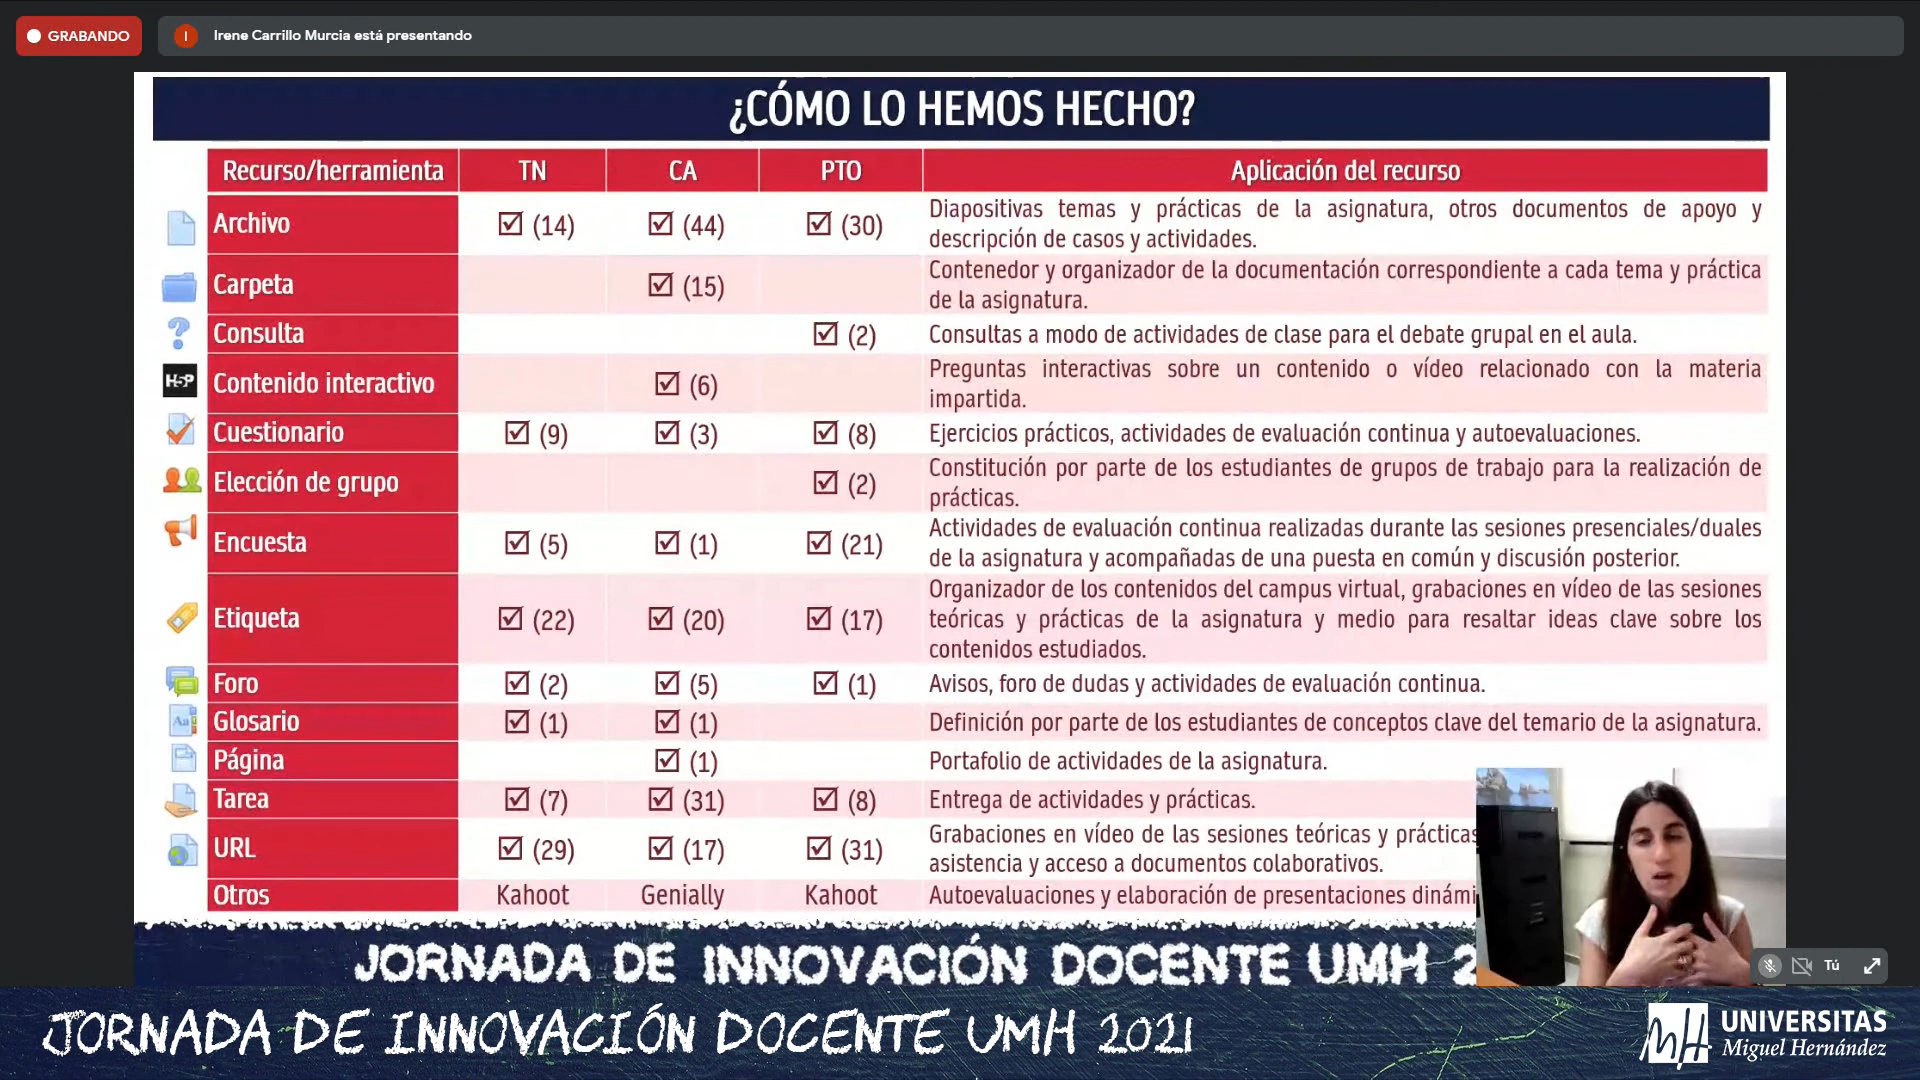 GRABANDO
I
Irene Carrillo Murcia está presentando
¿CÓMO LO HEMOS HECHO?
Recurso/herramienta TN CA PTO Aplicación del recurso
Archivo ☑ (14) ☑ (44) ☑ (30) Diapositivas temas y prácticas de la asignatura, otros documentos de apoyo y
descripción de casos y actividades.
Carpeta ☑ (15) Contenedor y organizador de la documentación correspondiente a cada tema y práctica
de la asignatura.
? Consulta ☑ (2) Consultas a modo de actividades de clase para el debate grupal en el aula.
H5P Contenido interactivo ☑ (6) Preguntas interactivas sobre un contenido o vídeo relacionado con la materia
impartida.
Cuestionario ☑ (9) ☑ (3) ☑ (8) Ejercicios prácticos, actividades de evaluación continua y autoevaluaciones.
Elección de grupo ☑ (2) Constitución por parte de los estudiantes de grupos de trabajo para la realización de
prácticas.
Encuesta ☑ (5) ☑ (1) ☑ (21) Actividades de evaluación continua realizadas durante las sesiones presenciales/duales
de la asignatura y acompañadas de una puesta en común y discusión posterior.
Etiqueta ☑ (22) ☑ (20) ☑ (17) Organizador de los contenidos del campus virtual, grabaciones en vídeo de las sesiones
teóricas y prácticas de la asignatura y medio para resaltar ideas clave sobre los
contenidos estudiados.
Foro ☑ (2) ☑ (5) ☑ (1) Avisos, foro de dudas y actividades de evaluación continua.
Aa Glosario ☑ (1) ☑ (1) Definición por parte de los estudiantes de conceptos clave del temario de la asignatura.
Página ☑ (1) Portafolio de actividades de la asignatura.
Tarea ☑ (7) ☑ (31) ☑ (8) Entrega de actividades y prácticas.
URL ☑ (29) ☑ (17) ☑ (31) Grabaciones en vídeo de las sesiones teóricas y prácticas
asistencia y acceso a documentos colaborativos.
Otros Kahoot Genially Kahoot Autoevaluaciones y elaboración de presentaciones dinámi
JORNADA DE INNOVACIÓN DOCENTE UMH 2
Tú
JORNADA DE INNOVACIÓN DOCENTE UMH 2021
UMH UNIVERSITAS
Miguel Hernández